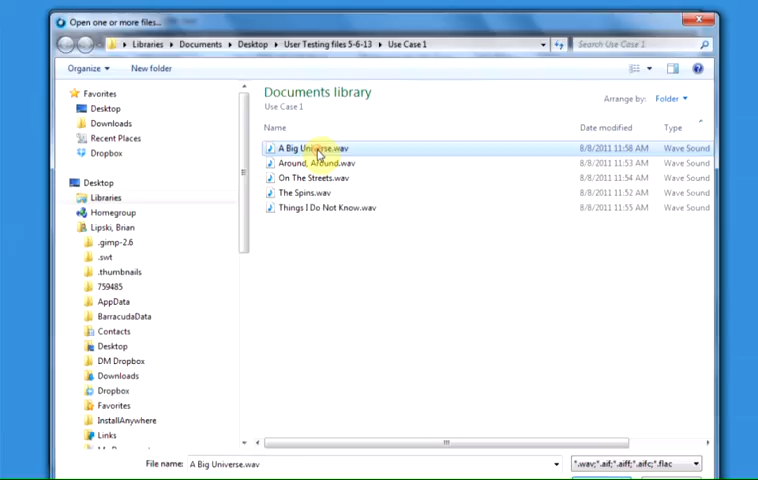 Open one or more files...
Libraries Documents Desktop User Testing files 5-6-13 Use Case 1 Search Use Case 1
Organize New folder
Favorites
Desktop
Downloads
Recent Places
Dropbox
Desktop
Libraries
Homegroup
Lipski, Brian
.gimp-2.6
.swt
.thumbnails
759485
AppData
BarracudaData
Contacts
Desktop
DM Dropbox
Downloads
Dropbox
Favorites
InstallAnywhere
Links
Documents library
Use Case 1
Arrange by: Folder
Name Date modified Type
A Big Universe.wav 8/8/2011 11:58 AM Wave Sound
Around, Around.wav 8/8/2011 11:53 AM Wave Sound
On The Streets.wav 8/8/2011 11:54 AM Wave Sound
The Spins.wav 8/8/2011 11:52 AM Wave Sound
Things I Do Not Know.wav 8/8/2011 11:55 AM Wave Sound
File name: A Big Universe.wav *.wav;*.aif;*.aiff;*.aifc;*.flac